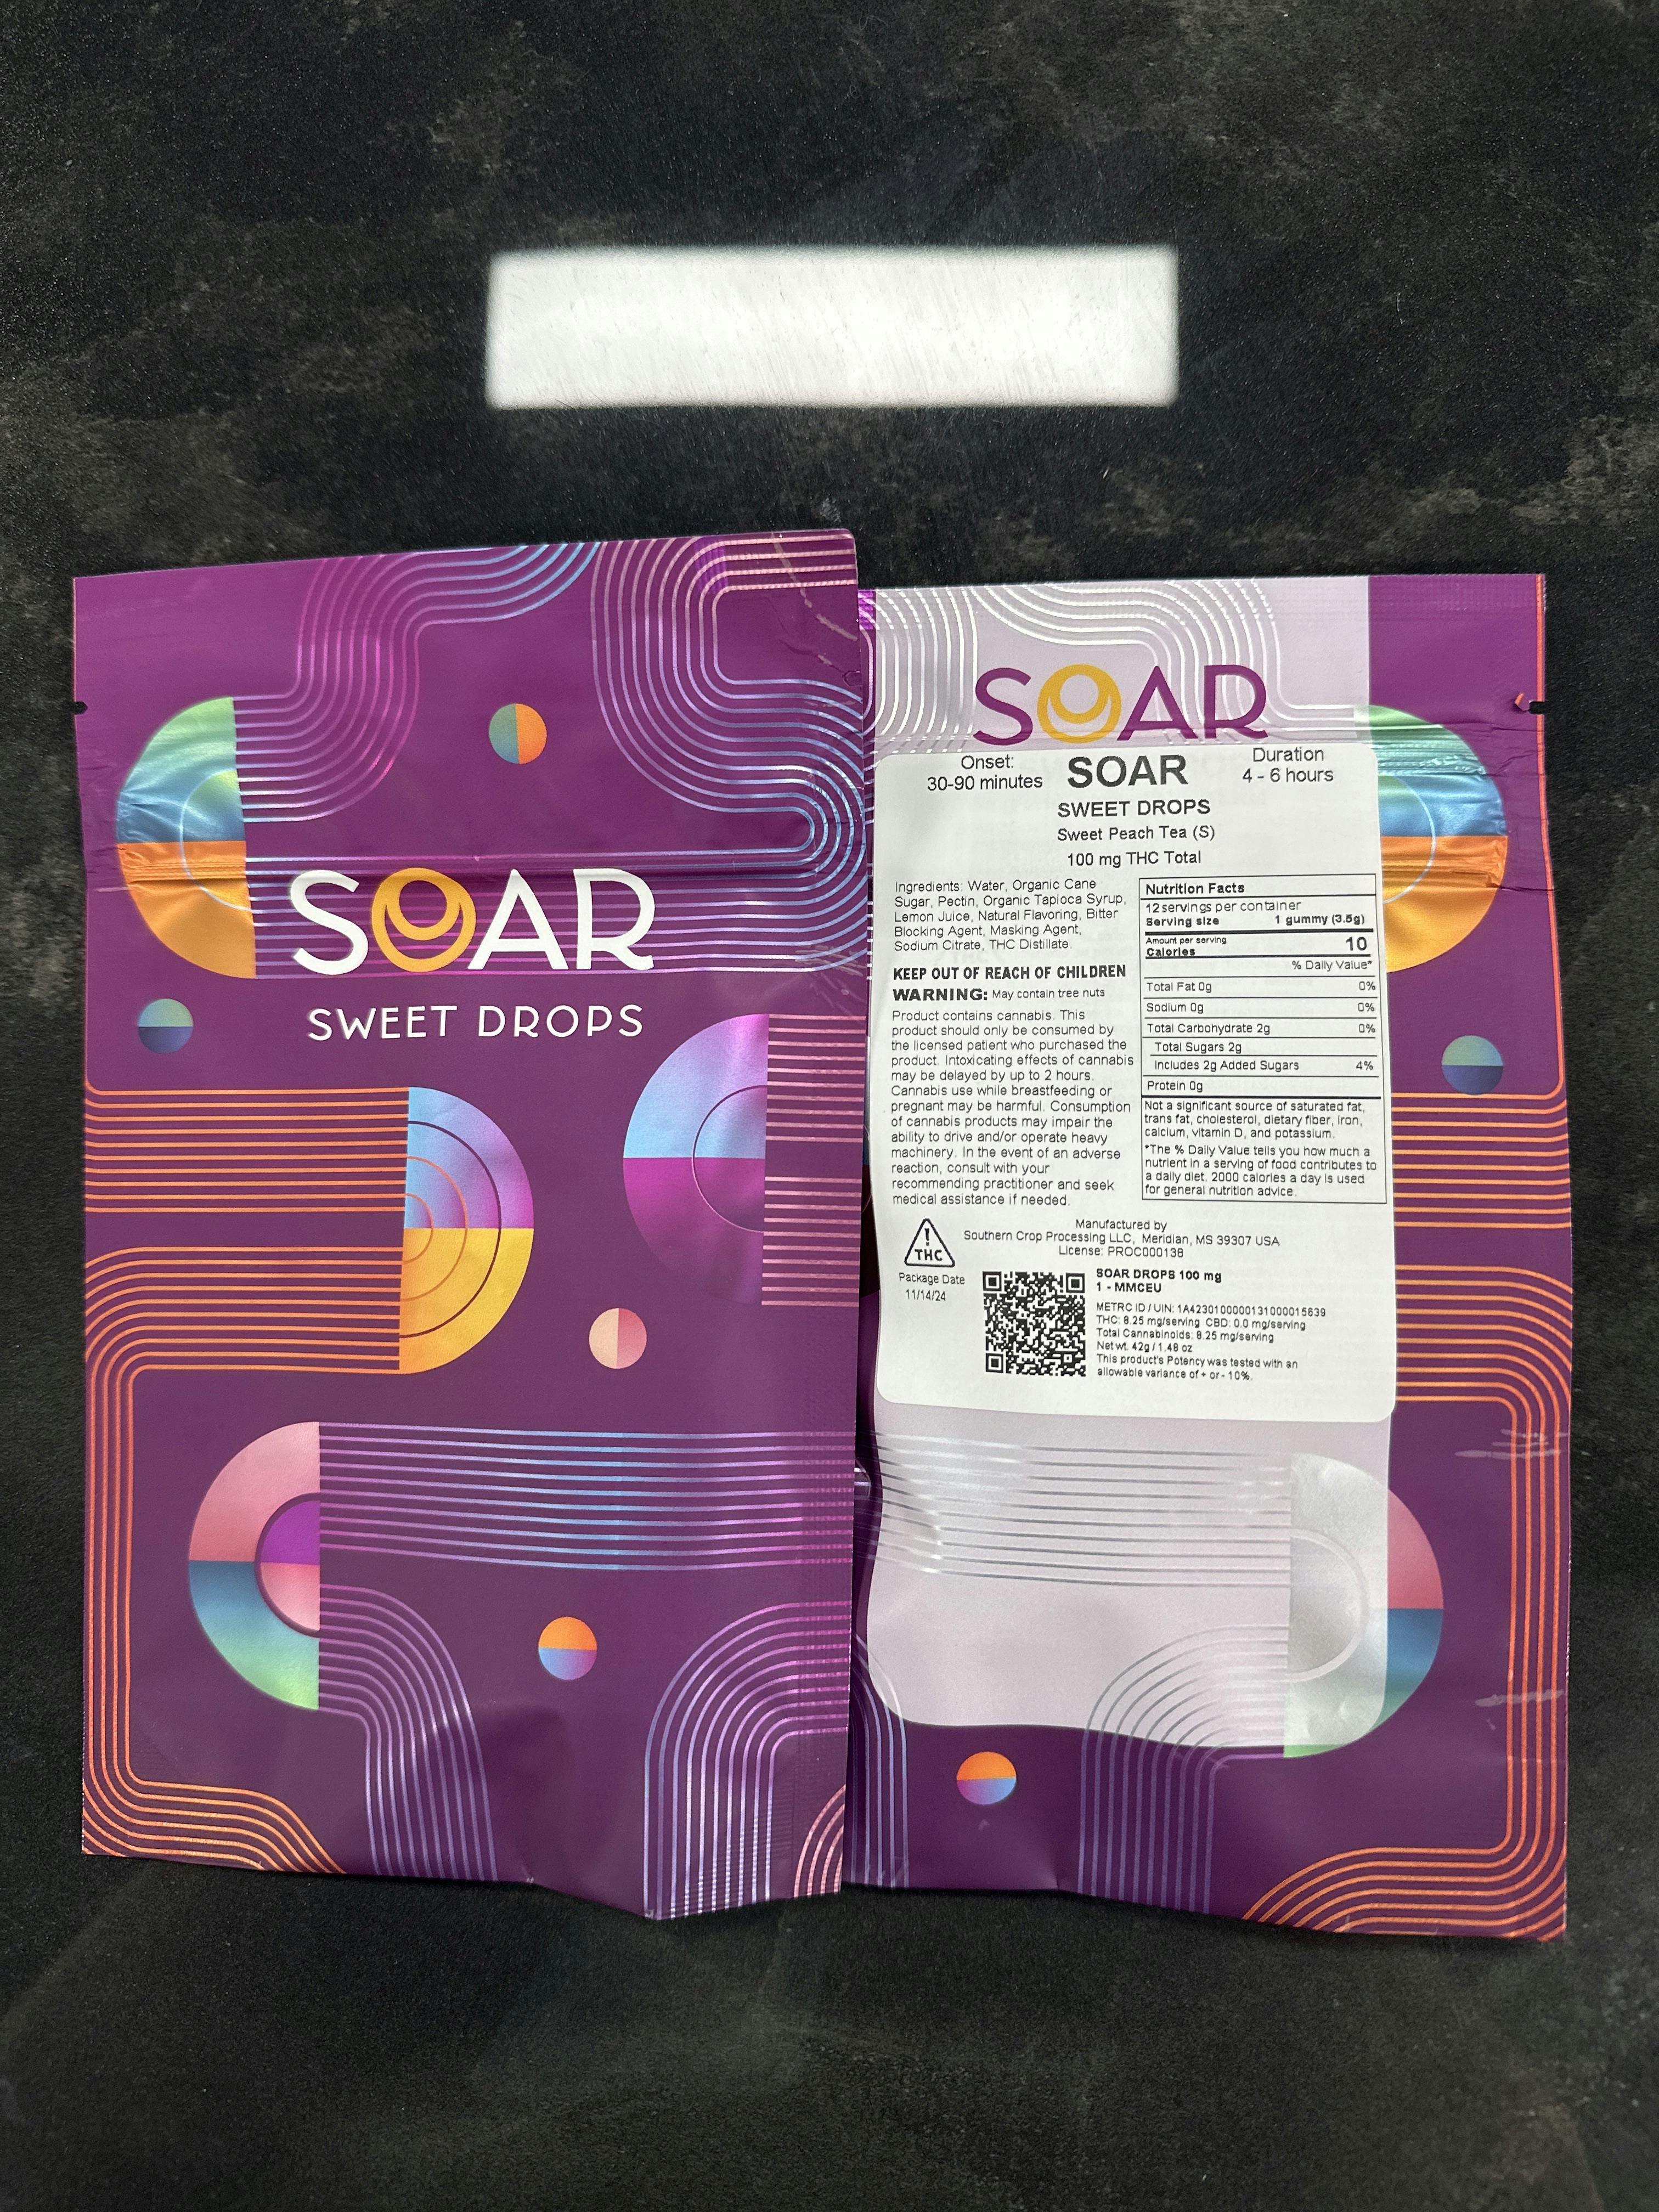 SOAR
SWEET DROPS
SOAR
Onset:
30-90 minutes
SOAR
Duration
4 - 6 hours
SWEET DROPS
Sweet Peach Tea (S)
100 mg THC Total
Ingredients: Water, Organic Cane
Sugar, Pectin, Organic Tapioca Syrup,
Lemon Juice, Natural Flavoring, Bitter
Blocking Agent, Masking Agent,
Sodium Citrate, THC Distillate.
KEEP OUT OF REACH OF CHILDREN
WARNING: May contain tree nuts
Product contains cannabis. This
product should only be consumed by
the licensed patient who purchased the
product. Intoxicating effects of cannabis
may be delayed by up to 2 hours.
Cannabis use while breastfeeding or
pregnant may be harmful. Consumption
of cannabis products may impair the
ability to drive and/or operate heavy
machinery. In the event of an adverse
reaction, consult with your
recommending practitioner and seek
medical assistance if needed.
Nutrition Facts
12 servings per container
Serving size 1 gummy (3.5g)
Amount per serving
Calories 10
% Daily Value*
Total Fat 0g 0%
Sodium 0g 0%
Total Carbohydrate 2g 0%
Total Sugars 2g
Includes 2g Added Sugars 4%
Protein 0g
Not a significant source of saturated fat,
trans fat, cholesterol, dietary fiber, iron,
calcium, vitamin D, and potassium.
*The % Daily Value tells you how much a
nutrient in a serving of food contributes to
a daily diet. 2000 calories a day is used
for general nutrition advice.
Manufactured by
Southern Crop Processing LLC, Meridian, MS 39307 USA
License: PROC000138
!
THC
Package Date
11/14/24
SOAR DROPS 100 mg
1 - MMCEU
METRC ID / UIN: 1A4230100000131000015639
THC: 8.25 mg/serving CBD: 0.0 mg/serving
Total Cannabinoids: 8.25 mg/serving
Net wt. 42g / 1.48 oz
This product's Potency was tested with an
allowable variance of + or - 10%.